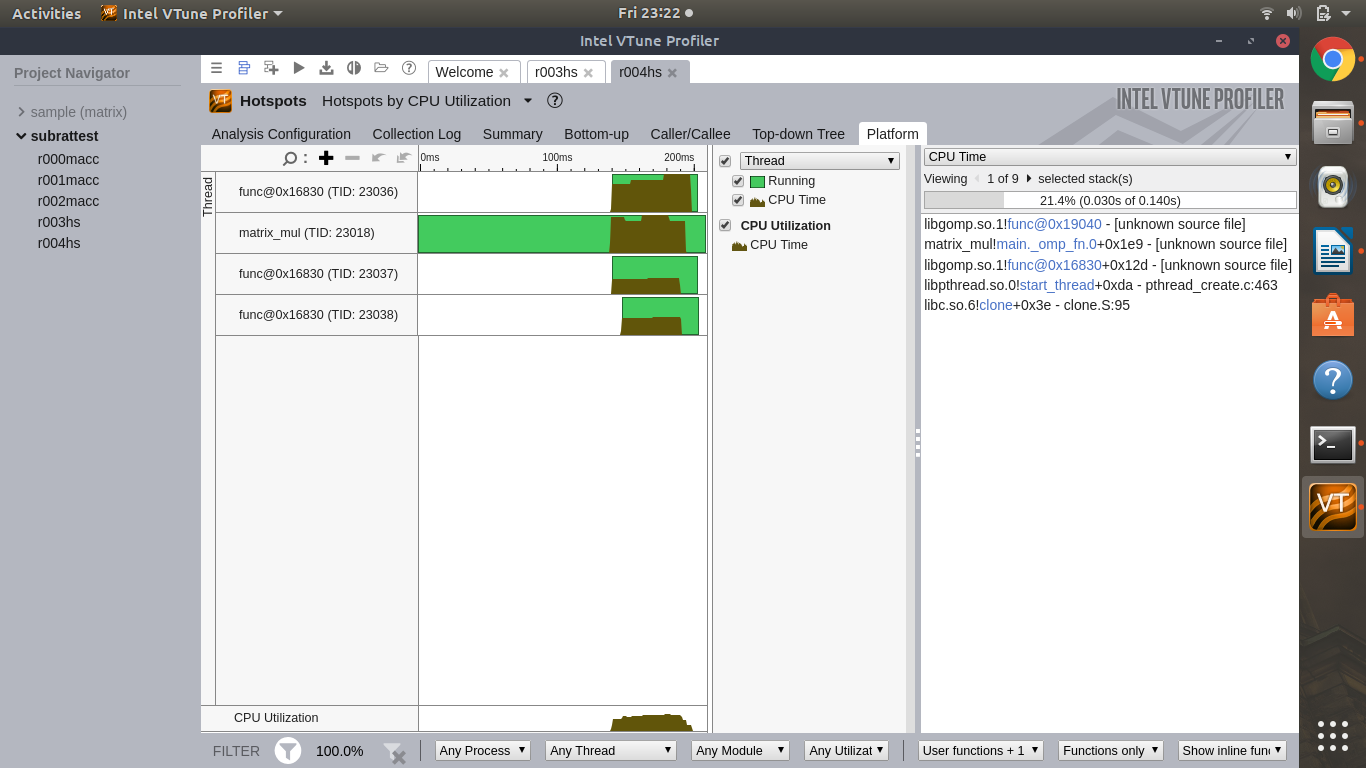 Activities
Intel VTune Profiler
Fri 23:22
Intel VTune Profiler
Project Navigator
sample (matrix)
subrattest
r000macc
r001macc
r002macc
r003hs
r004hs
Welcome
r003hs
r004hs
VT
Hotspots
Hotspots by CPU Utilization
INTEL VTUNE PROFILER
Analysis Configuration
Collection Log
Summary
Bottom-up
Caller/Callee
Top-down Tree
Platform
0ms
100ms
200ms
Thread
func@0x16830 (TID: 23036)
matrix_mul (TID: 23018)
func@0x16830 (TID: 23037)
func@0x16830 (TID: 23038)
CPU Utilization
Thread
Running
CPU Time
CPU Utilization
CPU Time
CPU Time
Viewing 1 of 9 selected stack(s)
21.4% (0.030s of 0.140s)
libgomp.so.1!func@0x19040 - [unknown source file]
matrix_mul!main._omp_fn.0+0x1e9 - [unknown source file]
libgomp.so.1!func@0x16830+0x12d - [unknown source file]
libpthread.so.0!start_thread+0xda - pthread_create.c:463
libc.so.6!clone+0x3e - clone.S:95
FILTER
100.0%
Any Process
Any Thread
Any Module
Any Utilizat
User functions + 1
Functions only
Show inline func
VT